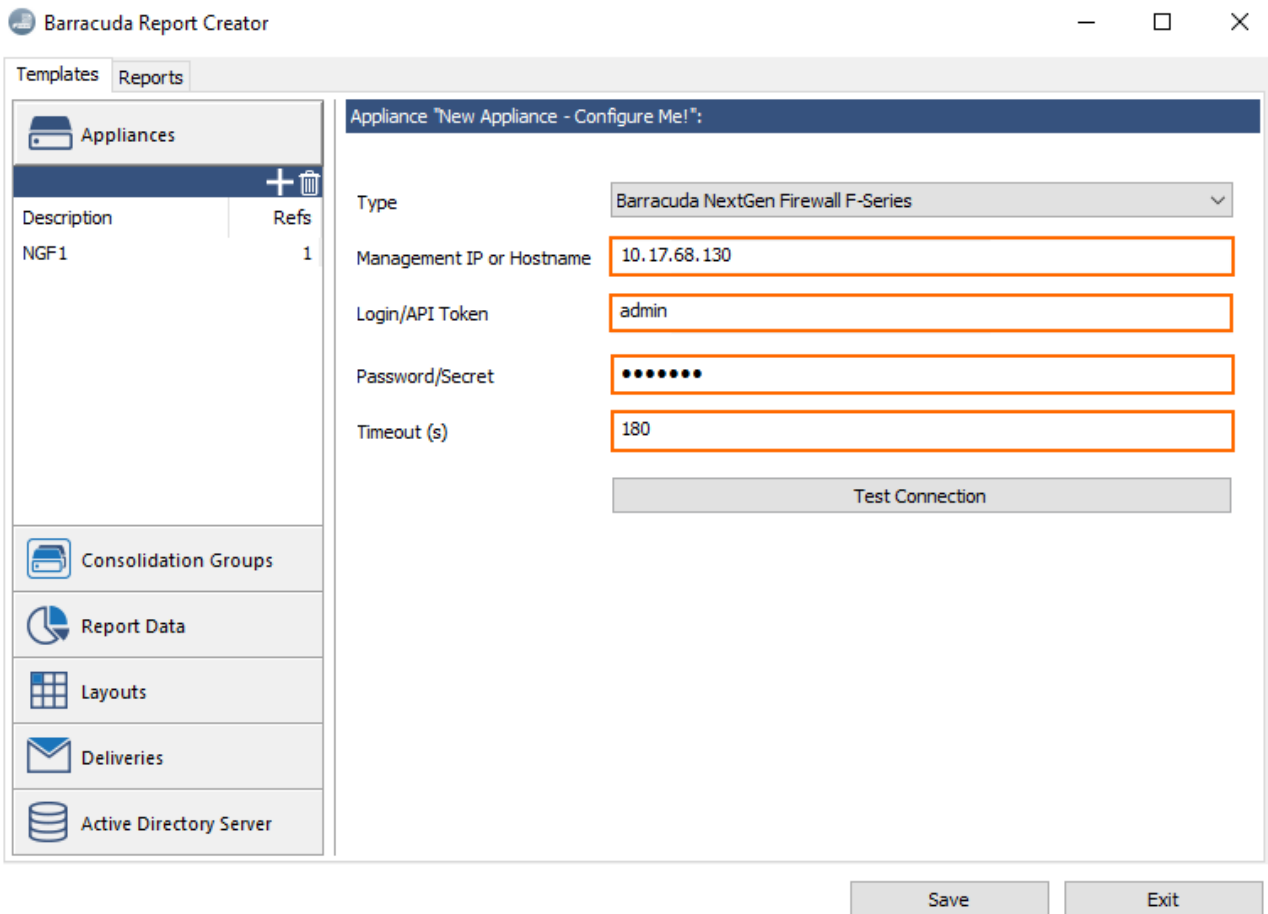 Barracuda Report Creator
Templates Reports
Appliances
Description Refs
NGF1 1
Consolidation Groups
Report Data
Layouts
Deliveries
Active Directory Server
Appliance "New Appliance - Configure Me!":
Type Barracuda NextGen Firewall F-Series
Management IP or Hostname 10.17.68.130
Login/API Token admin
Password/Secret •••••••
Timeout (s) 180
Test Connection
Save Exit